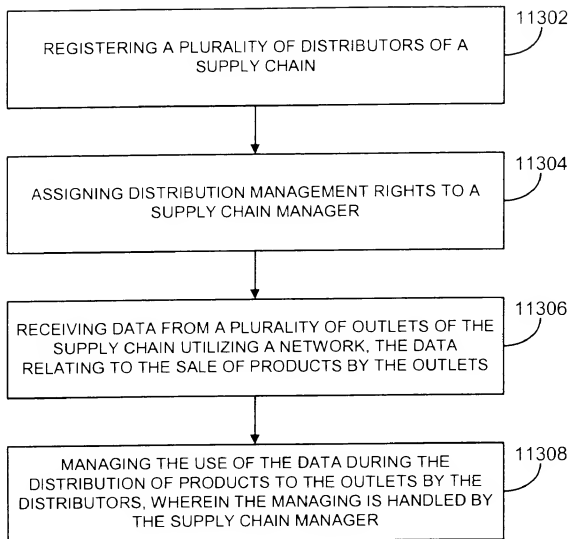 11302
REGISTERING A PLURALITY OF DISTRIBUTORS OF A
SUPPLY CHAIN
11304
ASSIGNING DISTRIBUTION MANAGEMENT RIGHTS TO A
SUPPLY CHAIN MANAGER
11306
RECEIVING DATA FROM A PLURALITY OF OUTLETS OF THE
SUPPLY CHAIN UTILIZING A NETWORK, THE DATA
RELATING TO THE SALE OF PRODUCTS BY THE OUTLETS
11308
MANAGING THE USE OF THE DATA DURING THE
DISTRIBUTION OF PRODUCTS TO THE OUTLETS BY THE
DISTRIBUTORS, WHEREIN THE MANAGING IS HANDLED BY
THE SUPPLY CHAIN MANAGER